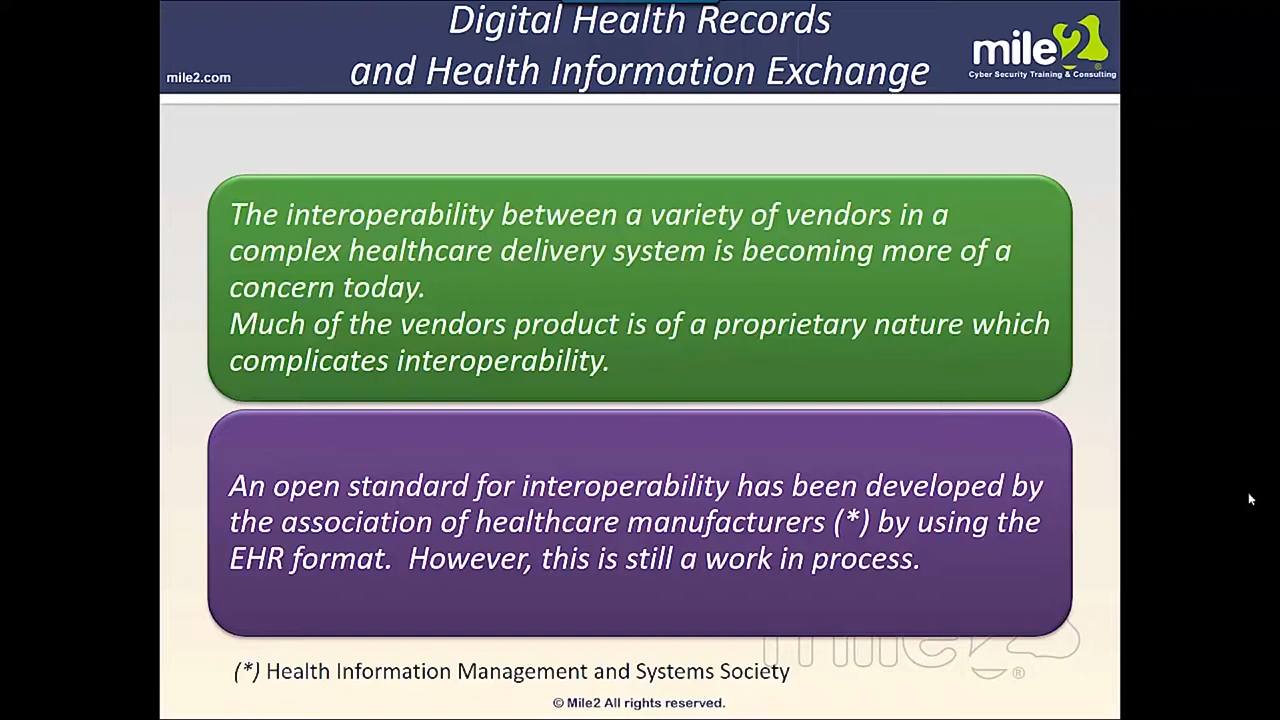 Digital Health Records
and Health Information Exchange
mile2.com
mile2
Cyber Security Training & Consulting
The interoperability between a variety of vendors in a
complex healthcare delivery system is becoming more of a
concern today.
Much of the vendors product is of a proprietary nature which
complicates interoperability.
An open standard for interoperability has been developed by
the association of healthcare manufacturers (*) by using the
EHR format.  However, this is still a work in process.
mile2
®
(*) Health Information Management and Systems Society
© Mile2 All rights reserved.